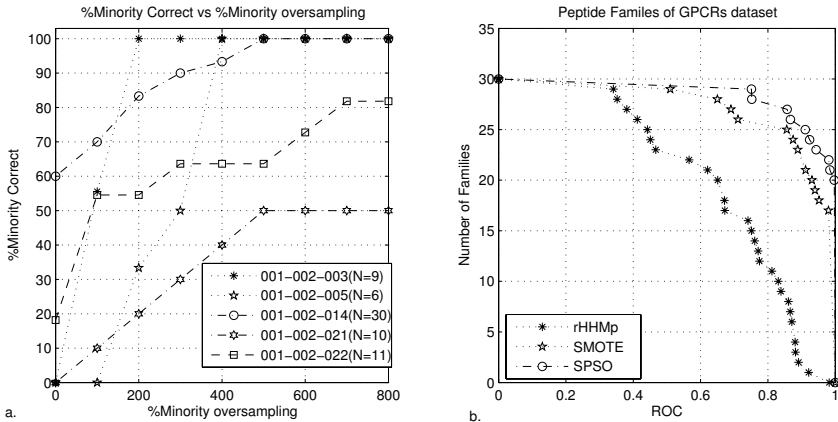 %Minority Correct vs %Minority oversampling
100
90
80
70
60
50
40
30
20
10
0
%Minority Correct
001−002−003(N=9)
001−002−005(N=6)
001−002−014(N=30)
001−002−021(N=10)
001−002−022(N=11)
0
200
400
600
800
%Minority oversampling
a.
Peptide Familes of GPCRs dataset
35
30
25
20
15
10
5
0
Number of Families
rHHMp
SMOTE
SPSO
0
0.2
0.4
0.6
0.8
1
ROC
b.